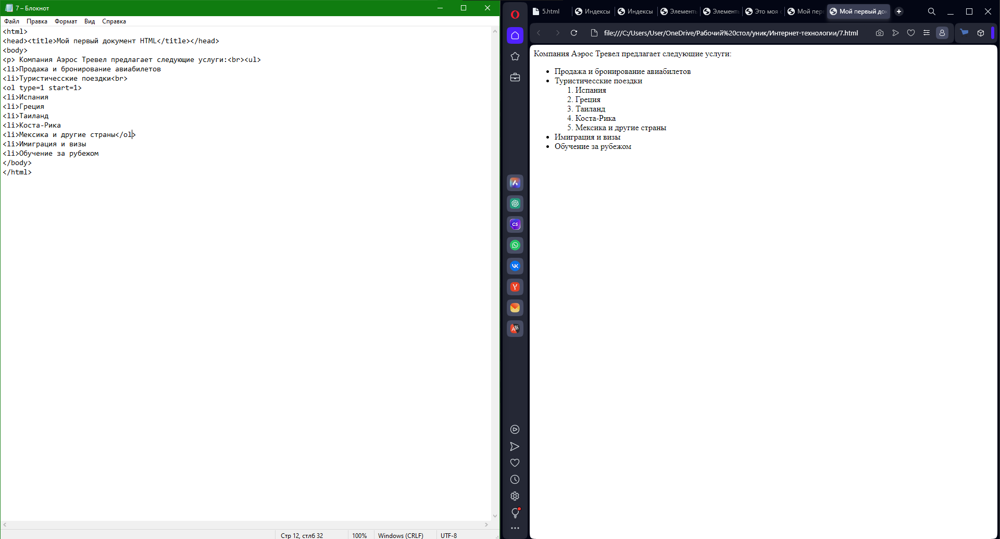 7 – Блокнот
Файл Правка Формат Вид Справка
<html>
<head><title>Мой первый документ HTML</title></head>
<body>
<p> Компания Аэрос Тревел предлагает следующие услуги:<br><ul>
<li>Продажа и бронирование авиабилетов
<li>Туристичесские поездки<br>
<ol type=1 start=1>
<li>Испания
<li>Греция
<li>Таиланд
<li>Коста-Рика
<li>Мексика и другие страны</ol>
<li>Имиграция и визы
<li>Обучение за рубежом
</body>
</html>
Стр 12, стлб 32 100% Windows (CRLF) UTF-8
5.html Индексы Индексы Элементы Элемент Это моя с Мой пер Мой первый док
file:///C:/Users/User/OneDrive/Рабочий%20стол/уник/Интернет-технологии/7.html
CS
Компания Аэрос Тревел предлагает следующие услуги:
• Продажа и бронирование авиабилетов
• Туристичесские поездки
1. Испания
2. Греция
3. Таиланд
4. Коста-Рика
5. Мексика и другие страны
• Имиграция и визы
• Обучение за рубежом